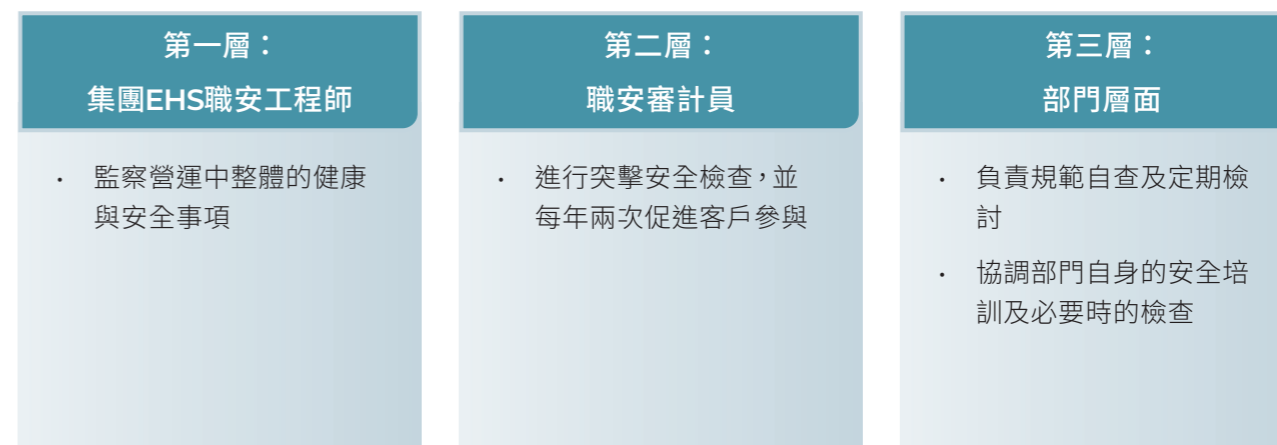 第一層：
集團EHS職安工程師
• 監察營運中整體的健康
與安全事項
第二層：
職安審計員
• 進行突擊安全檢查，並
每年兩次促進客戶參與
第三層：
部門層面
• 負責規範自查及定期檢
討
• 協調部門自身的安全培
訓及必要時的檢查